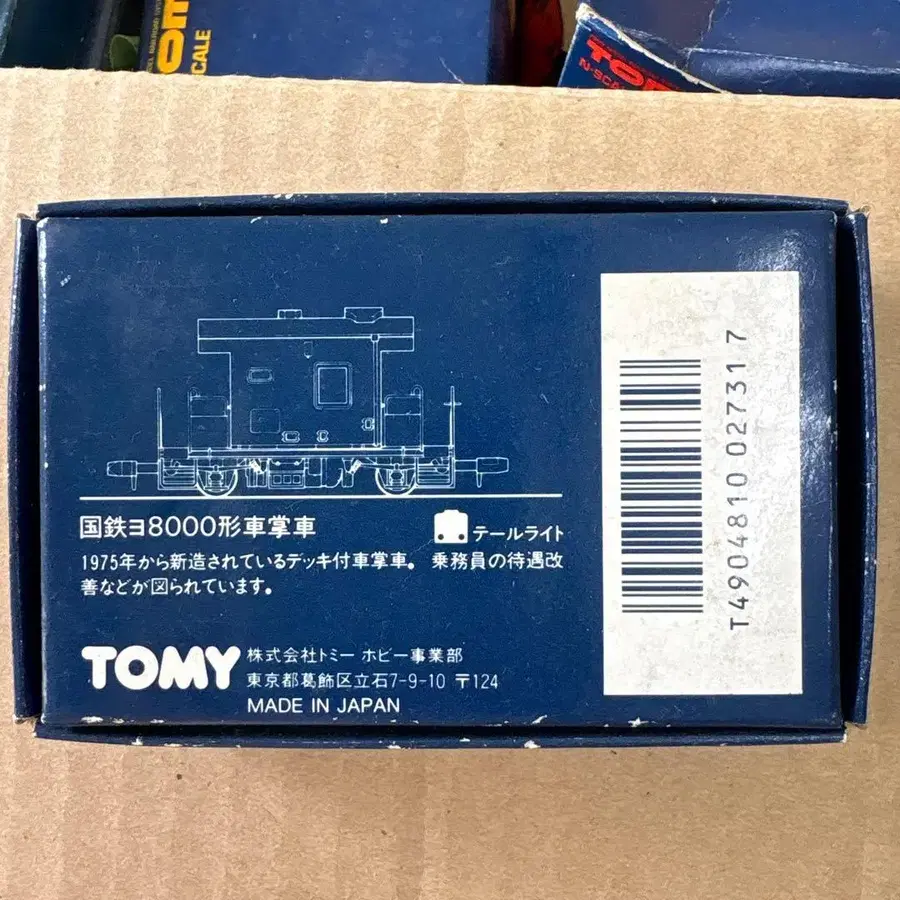 SCALE
N-SCA
国鉄ヨ8000形車掌車
テールライト
1975年から新造されているデッキ付車掌車。乗務員の待遇改
善などが図られています。
TOMY
株式会社トミー ホビー事業部
東京都葛飾区立石7-9-10 〒124
MADE IN JAPAN
T4904810 027317